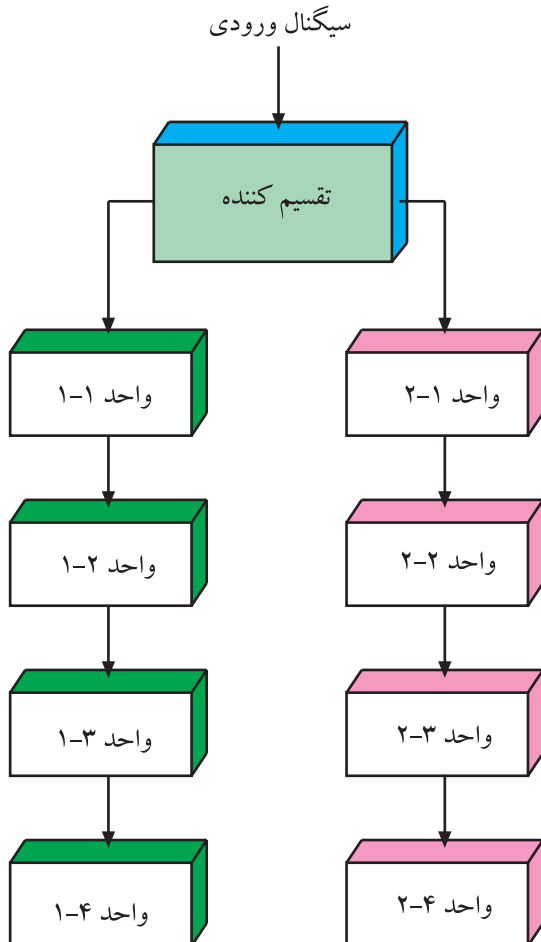 سیگنال ورودی
تقسیم کننده
واحد ۱-۱
واحد ۱-۲
واحد ۲-۱
واحد ۲-۲
واحد ۳-۱
واحد ۳-۲
واحد ۴-۱
واحد ۴-۲